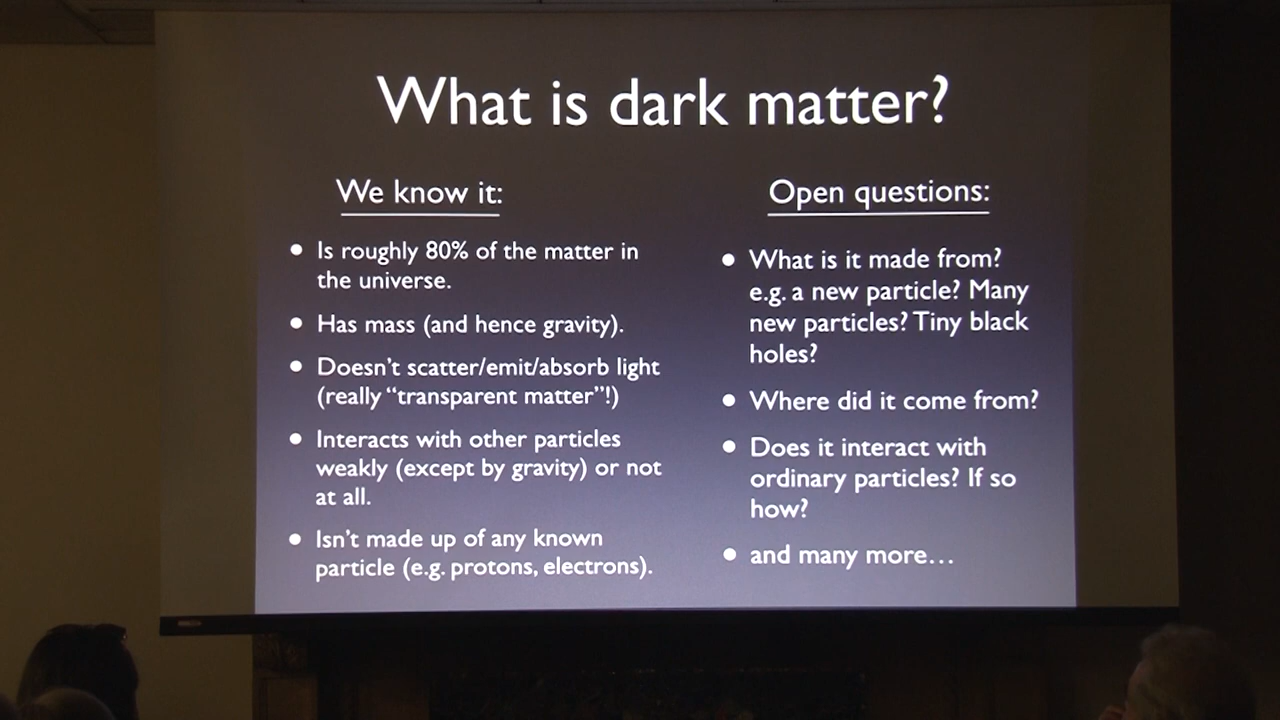 What is dark matter?
We know it:
• Is roughly 80% of the matter in
the universe.
• Has mass (and hence gravity).
• Doesn't scatter/emit/absorb light
(really “transparent matter”!)
• Interacts with other particles
weakly (except by gravity) or not
at all.
• Isn't made up of any known
particle (e.g. protons, electrons).
Open questions:
• What is it made from?
e.g. a new particle? Many
new particles? Tiny black
holes?
• Where did it come from?
• Does it interact with
ordinary particles? If so
how?
• and many more…